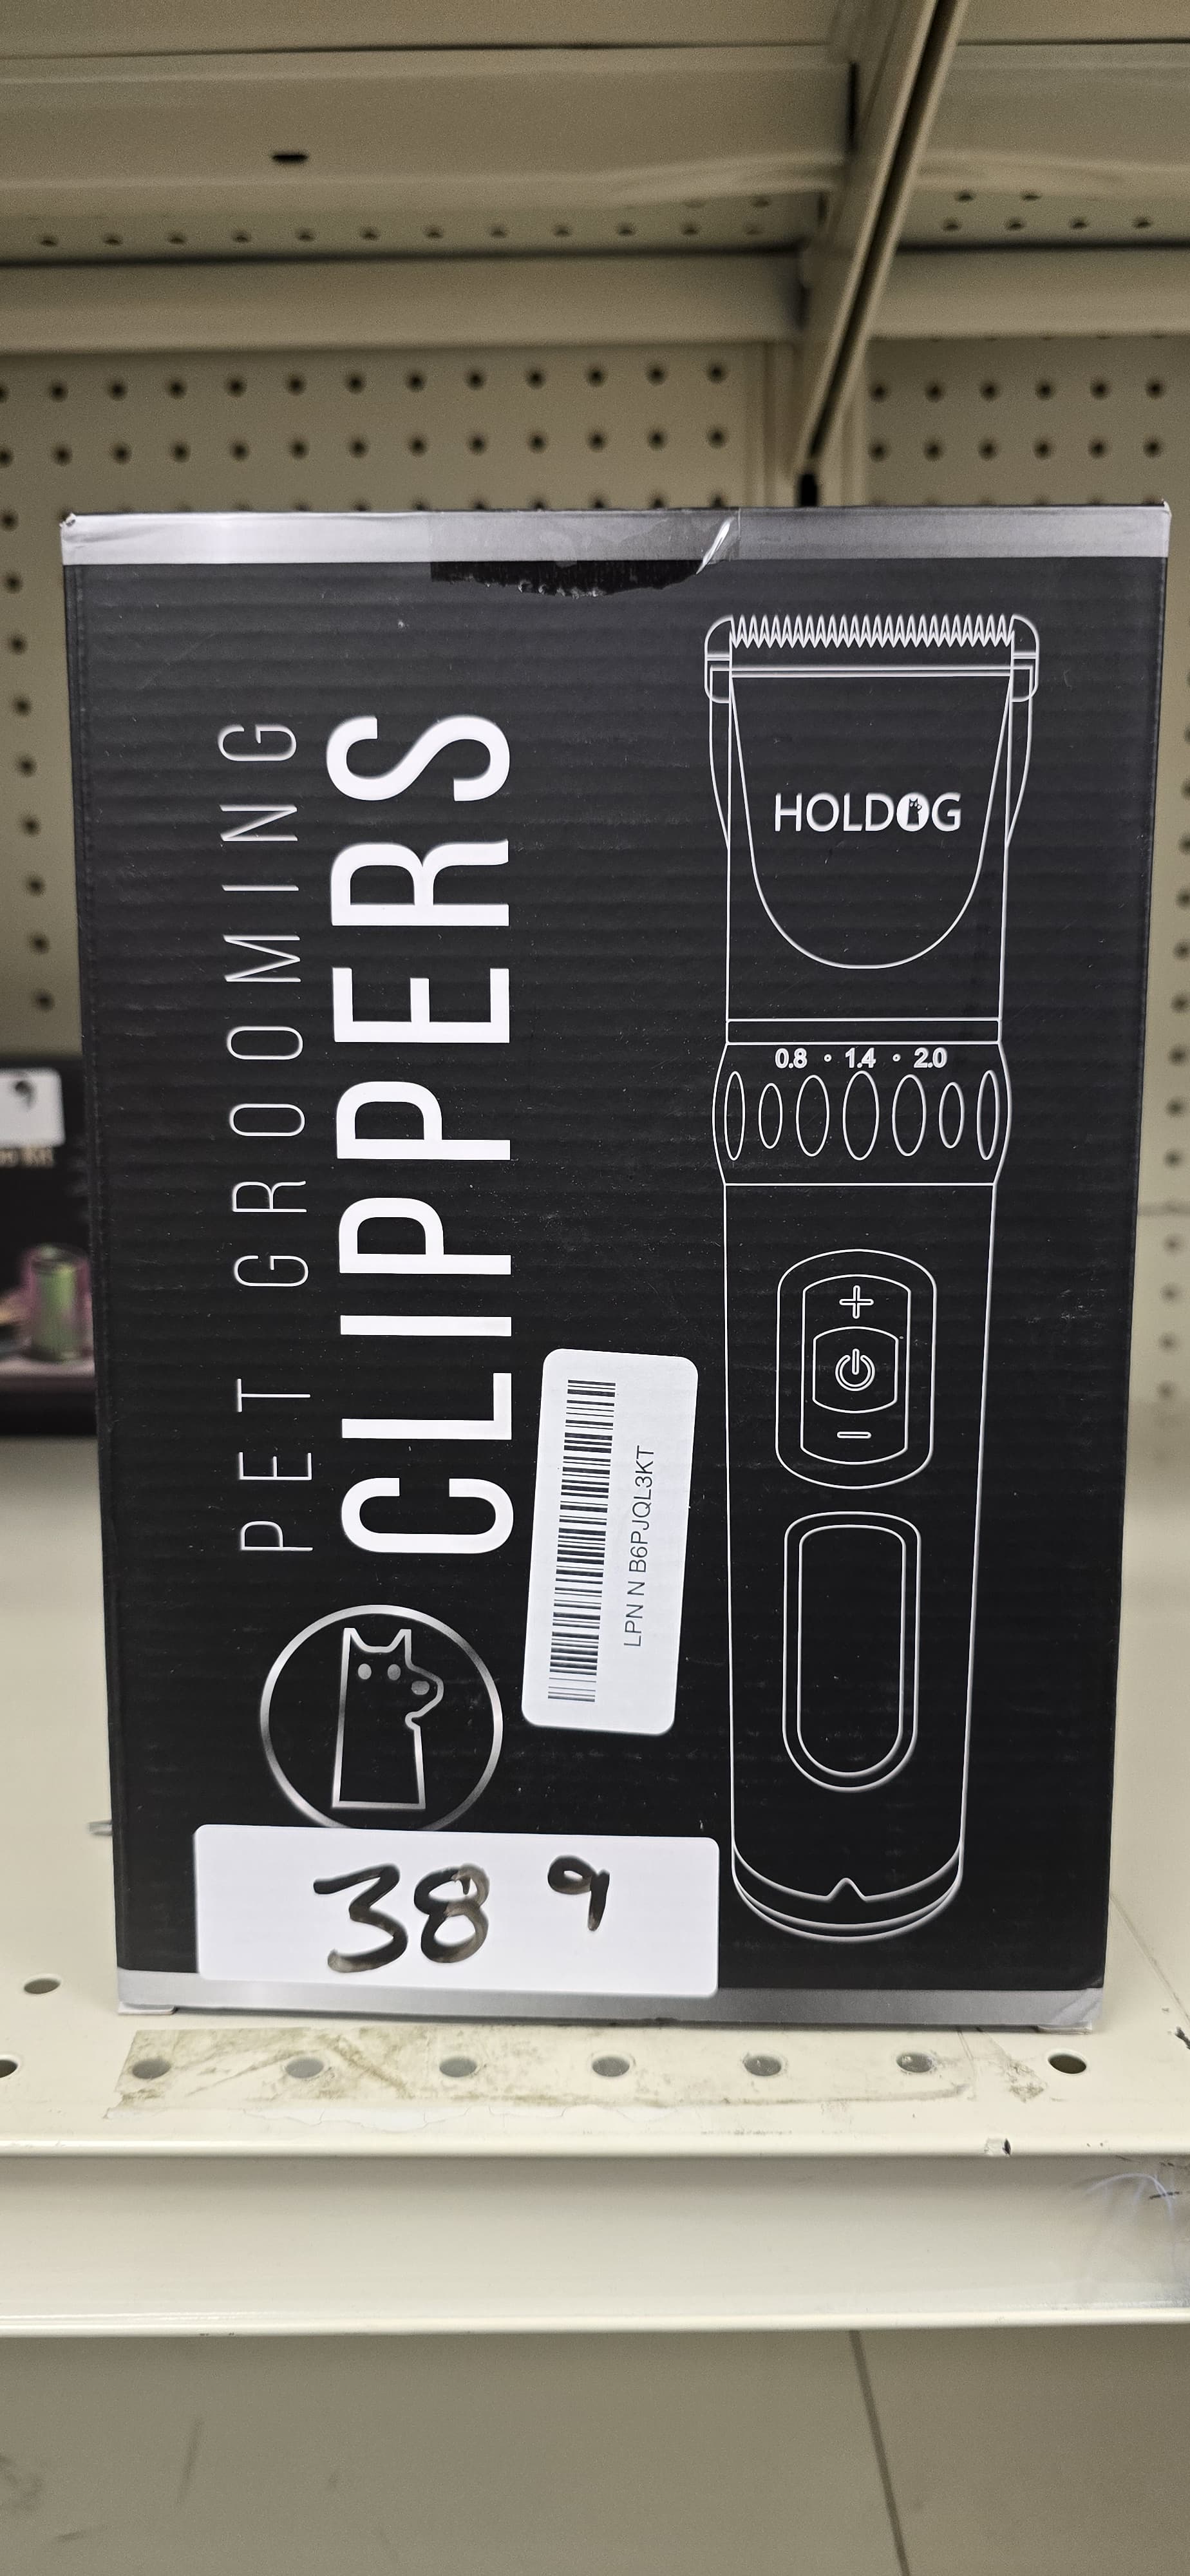 PET GROOMING
CLIPPERS
HOLDOG
0.8 • 1.4 • 2.0
LPN N B6PJQL3KT
38 9